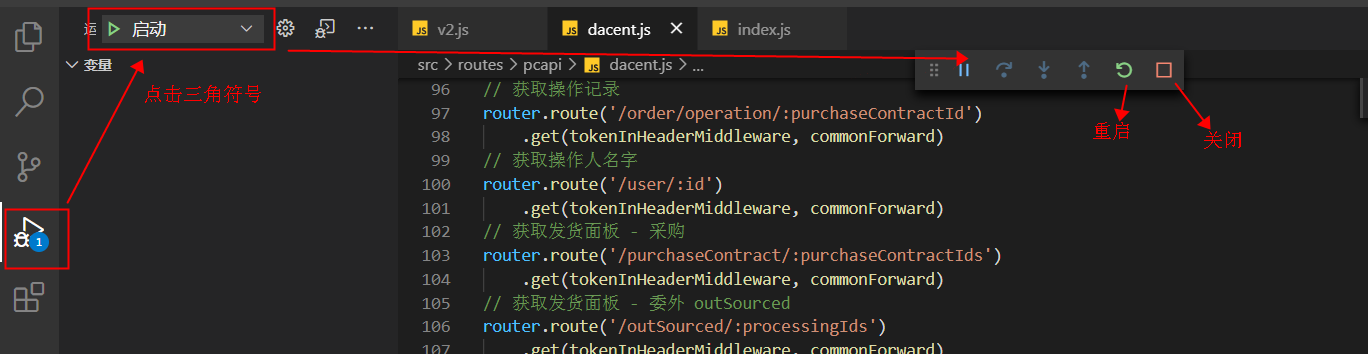 运 启动
变量
点击三角符号
1
JS v2.js JS dacent.js JS index.js
src > routes > pcapi > JS dacent.js > ...
重启
关闭
96 // 获取操作记录
97 router.route('/order/operation/:purchaseContractId')
98 .get(tokenInHeaderMiddleware, commonForward)
99 // 获取操作人名字
100 router.route('/user/:id')
101 .get(tokenInHeaderMiddleware, commonForward)
102 // 获取发货面板 - 采购
103 router.route('/purchaseContract/:purchaseContractIds')
104 .get(tokenInHeaderMiddleware, commonForward)
105 // 获取发货面板 - 委外 outSourced
106 router.route('/outSourced/:processingIds')
107 .get(tokenInHeaderMiddleware, commonForward)